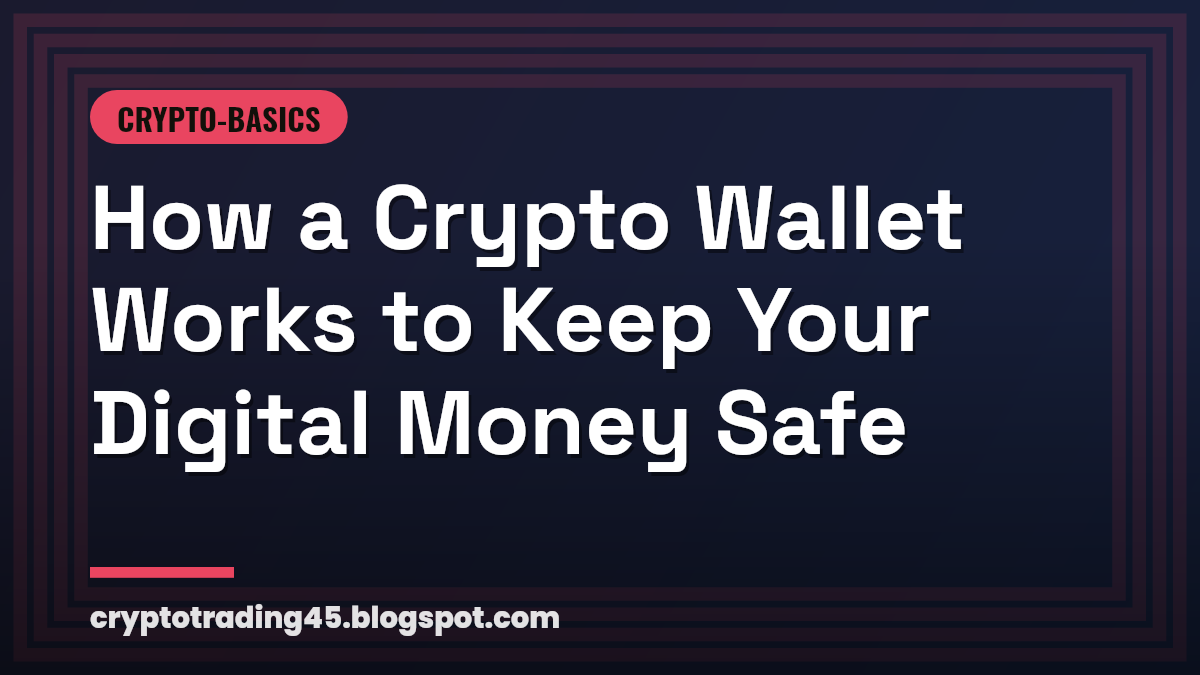 CRYPTO-BASICS
How a Crypto Wallet
Works to Keep Your
Digital Money Safe
cryptotrading45.blogspot.com